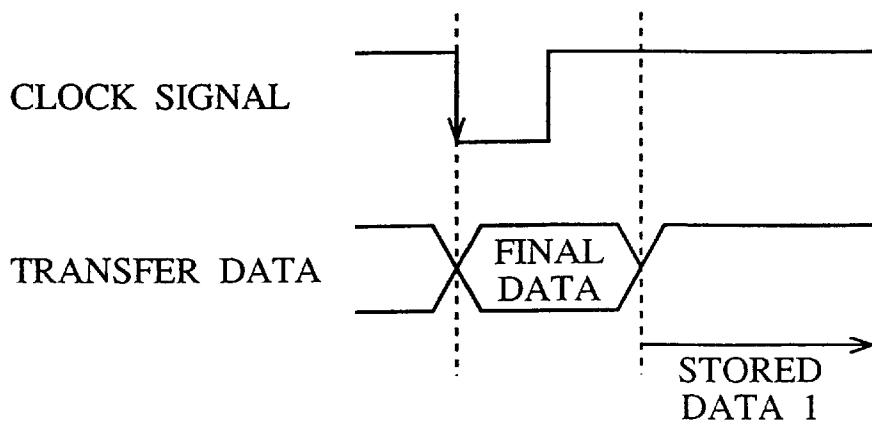 CLOCK SIGNAL
TRANSFER DATA
FINAL
DATA
STORED
DATA 1